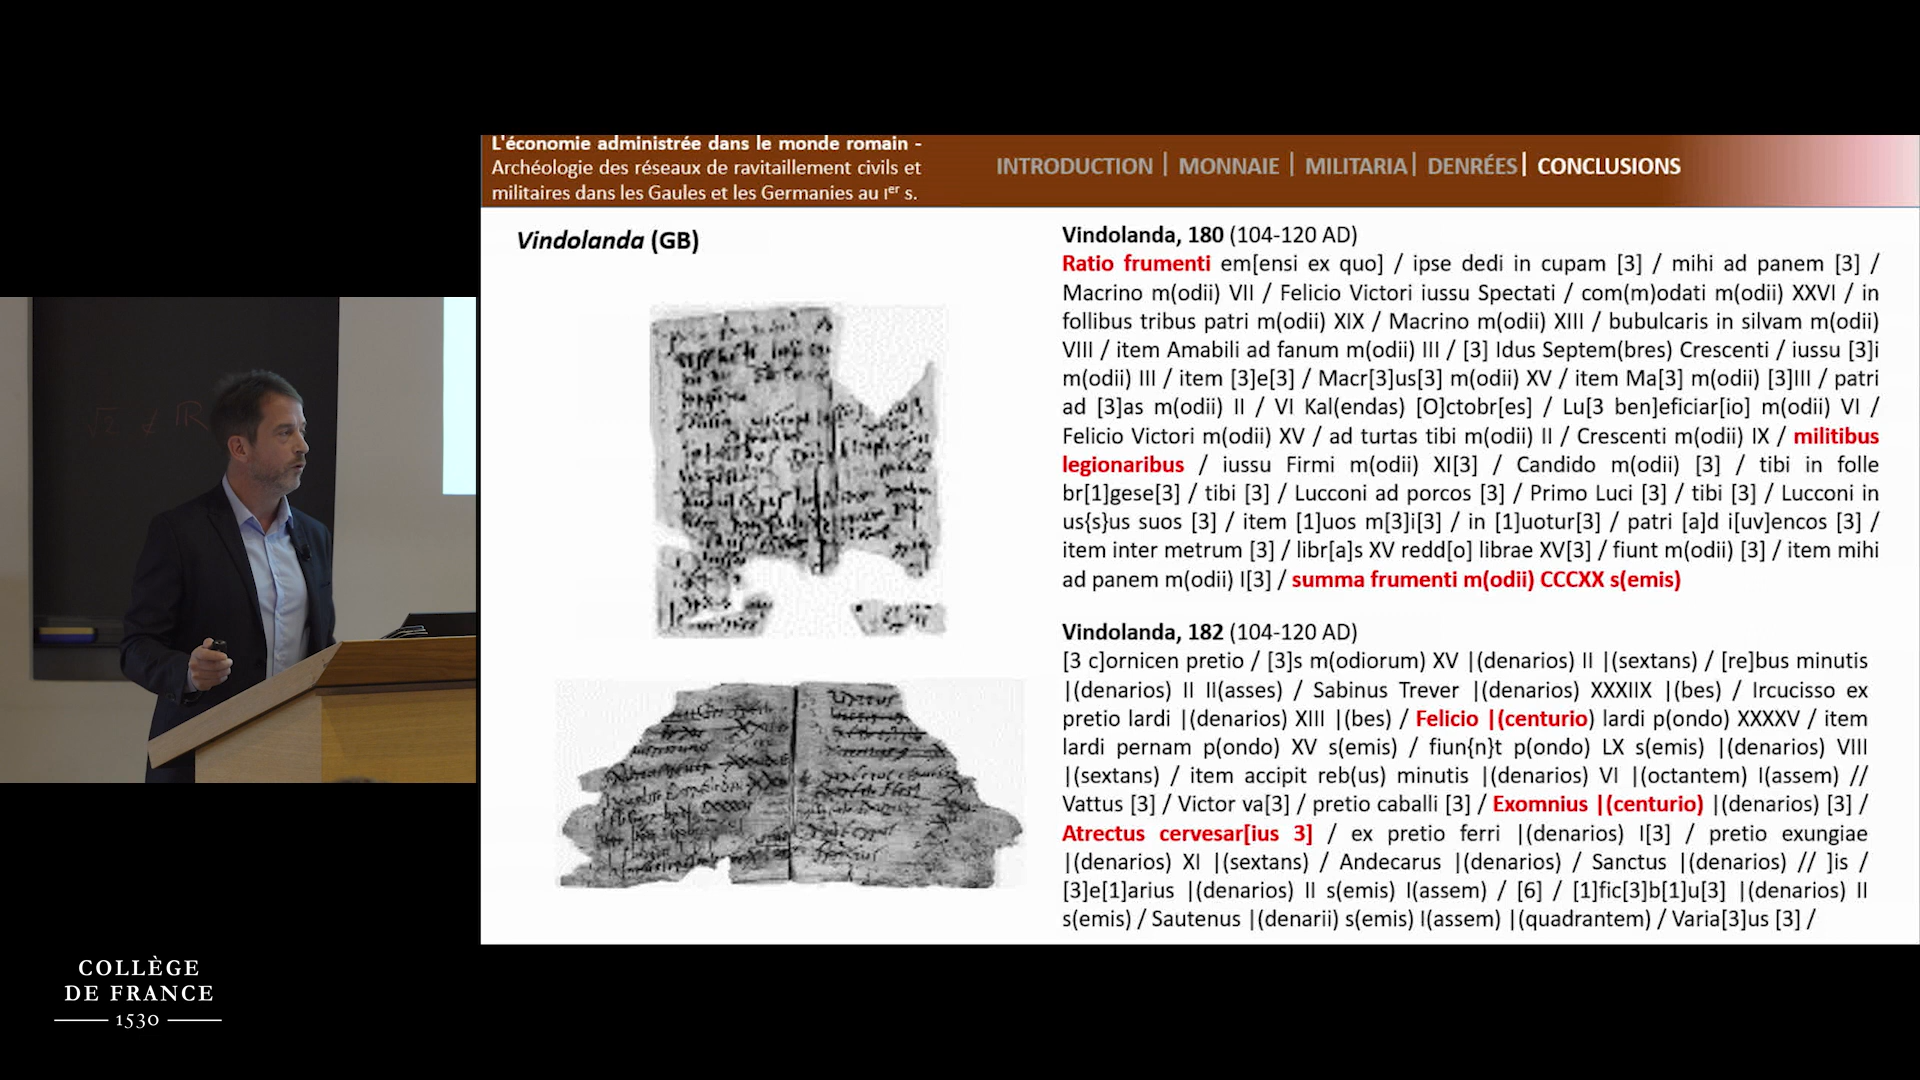 L'économie administrée dans le monde romain -
Archéologie des réseaux de ravitaillement civils et
militaires dans les Gaules et les Germanies au Ier s.
INTRODUCTION | MONNAIE | MILITARIA | DENRÉES | CONCLUSIONS
Vindolanda (GB)
Vindolanda, 180 (104-120 AD)
Ratio frumenti em[ensi ex quo] / ipse dedi in cupam [3] / mihi ad panem [3] /
Macrino m(odii) VII / Felicio Victori iussu Spectati / com(m)odati m(odii) XXVI / in
follibus tribus patri m(odii) XIX / Macrino m(odii) XIII / bubulcaris in silvam m(odii)
VIII / item Amabili ad fanum m(odii) III / [3] Idus Septem(bres) Crescenti / iussu [3]i
m(odii) III / item [3]e[3] / Macr[3]us[3] m(odii) XV / item Ma[3] m(odii) [3]III / patri
ad [3]as m(odii) II / VI Kal(endas) [O]ctobr[es] / Lu[3 ben]eficiar[io] m(odii) VI /
Felicio Victori m(odii) XV / ad turtas tibi m(odii) II / Crescenti m(odii) IX / militibus
legionaribus / iussu Firmi m(odii) XI[3] / Candido m(odii) [3] / tibi in folle
br[1]gese[3] / tibi [3] / Lucconi ad porcos [3] / Primo Luci [3] / tibi [3] / Lucconi in
us{s}us suos [3] / item [1]uos m[3]i[3] / in [1]uotur[3] / patri [a]d i[uv]encos [3] /
item inter metrum [3] / libr[a]s XV redd[o] librae XV[3] / fiunt m(odii) [3] / item mihi
ad panem m(odii) I[3] / summa frumenti m(odii) CCCXX s(emis)
Vindolanda, 182 (104-120 AD)
[3 c]ornicen pretio / [3]s m(odiorum) XV |(denarios) II |(sextans) / [re]bus minutis
|(denarios) II II(asses) / Sabinus Trever |(denarios) XXXIIX |(bes) / Ircucisso ex
pretio lardi |(denarios) XIII |(bes) / Felicio |(centurio) lardi p(ondo) XXXXV / item
lardi pernam p(ondo) XV s(emis) / fiun{n}t p(ondo) LX s(emis) |(denarios) VIII
|(sextans) / item accipit reb(us) minutis |(denarios) VI |(octantem) I(assem) //
Vattus [3] / Victor va[3] / pretio caballi [3] / Exomnius |(centurio) |(denarios) [3] /
Atrectus cervesar[ius 3] / ex pretio ferri |(denarios) I[3] / pretio exungiae
|(denarios) XI |(sextans) / Andecarus |(denarios) / Sanctus |(denarios) // ]is /
[3]e[1]arius |(denarios) II s(emis) I(assem) / [6] / [1]fic[3]b[1]u[3] |(denarios) II
s(emis) / Sautenus |(denarii) s(emis) I(assem) |(quadrantem) / Varia[3]us [3] /
COLLÈGE
DE FRANCE
1530